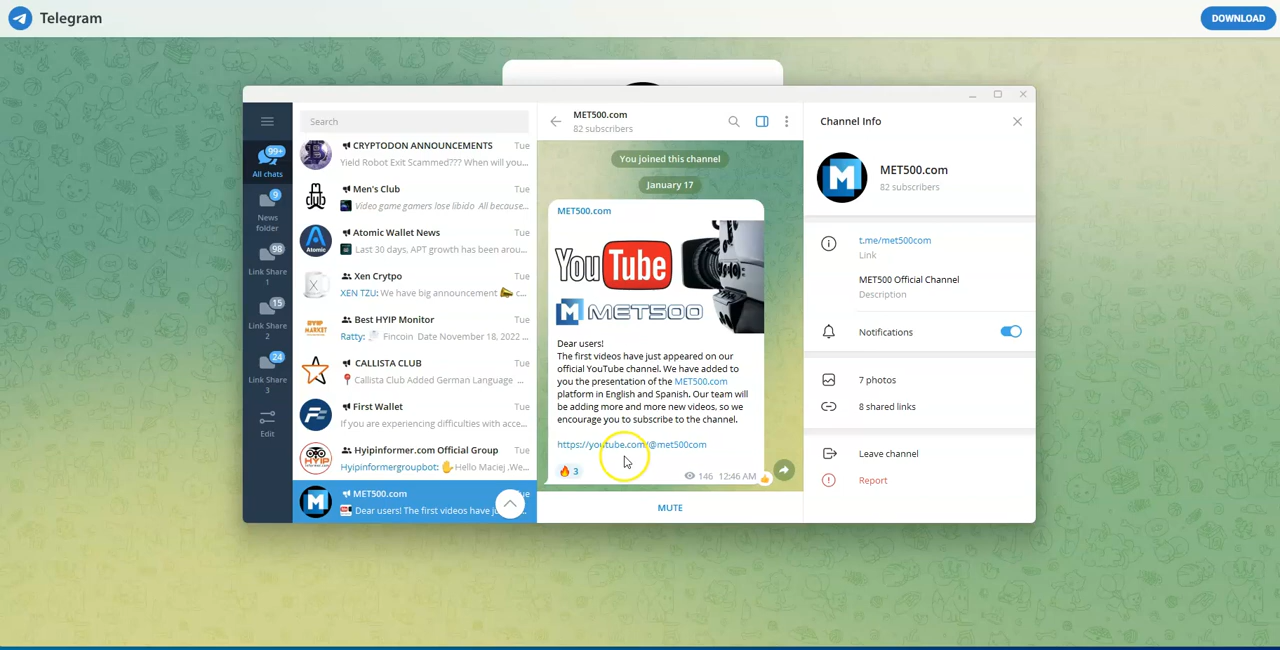 Telegram
DOWNLOAD
Search
CRYPTODON ANNOUNCEMENTS Tue
Yield Robot Exit Scammed??? When will you...
Men's Club Tue
Video game gamers lose libido All because...
Atomic Wallet News Tue
Last 30 days. APT growth has been arou...
Xen Crytpo Tue
XEN TZU: We have big announcement c...
Best HYIP Monitor Tue
Ratty: Fincoin Date November 18, 2022 ...
CALLISTA CLUB Tue
Callista Club Added German Language ...
First Wallet Tue
If you are experiencing difficulties with acce...
Hyipinformer.com Official Group Tue
Hyipinformergroupbot: Hello Maciej .We...
MET500.com
Dear users! The first videos have
99+
All chats
9
News
folder
98
Link Share
1
15
Link Share
2
24
Link Share
3
Edit
MET500.com
82 subscribers
You joined this channel
January 17
MET500.com
YouTube
MET500
Dear users!
The first videos have just appeared on our
official YouTube channel. We have added to
you the presentation of the MET500.com
platform in English and Spanish. Our team will
be adding more and more new videos, so we
encourage you to subscribe to the channel.
https://youtube.com/@met500com
3
146 12:46 AM
MUTE
Channel Info
MET500.com
82 subscribers
t.me/met500com
Link
MET500 Official Channel
Description
Notifications
7 photos
8 shared links
Leave channel
Report